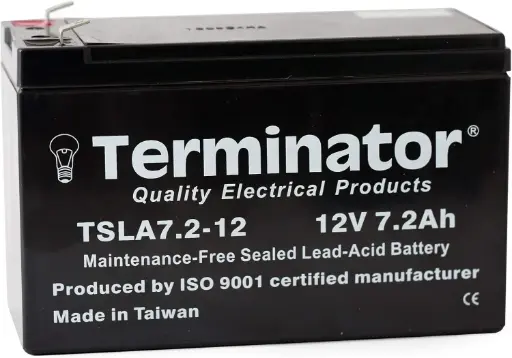 Terminator®
Quality Electrical Products
TSLA7.2-12 12V 7.2Ah
Maintenance-Free Sealed Lead-Acid Battery
Produced by ISO 9001 certified manufacturer
Made in Taiwan CE